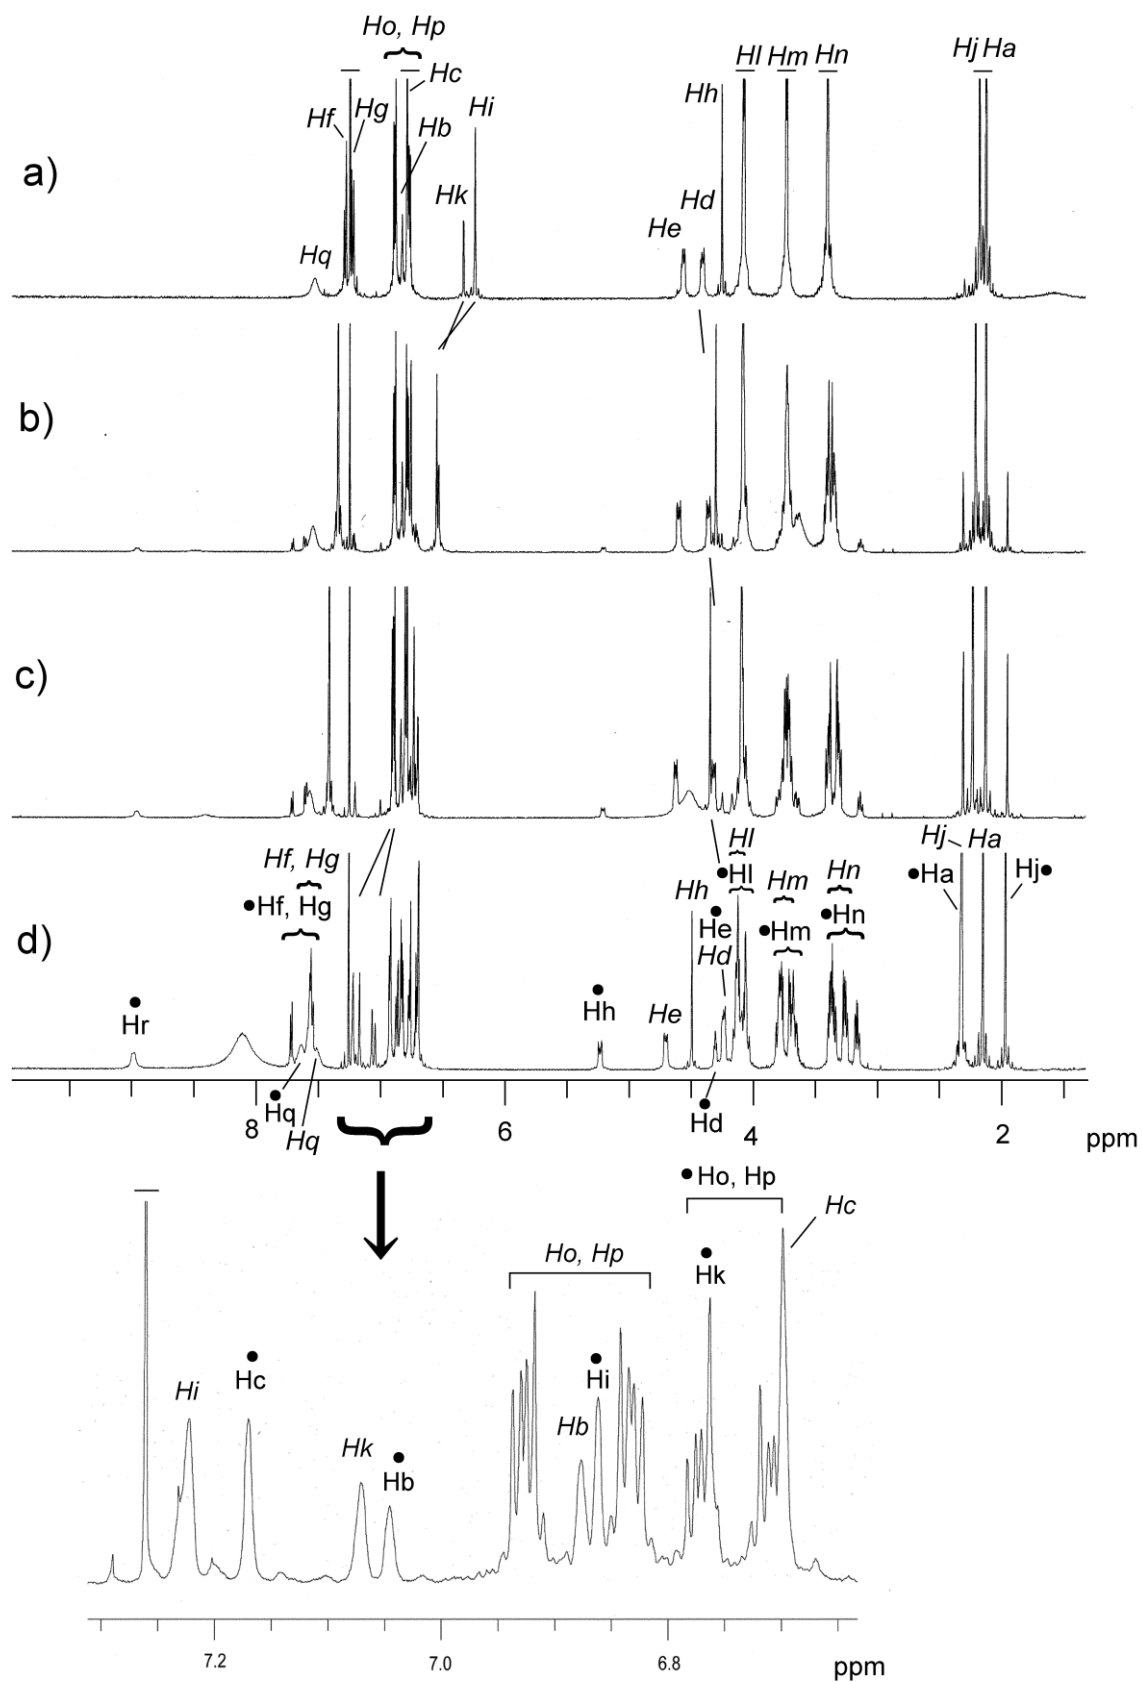 Ho, Hp
Hl Hm Hn Hj Ha
Hc
Hf Hg Hb Hh Hi
a)
Hk Hd
Hq He
b)
c)
Hl
Hf, Hg ●Hl Hm Hn Hj Ha
●Hf, Hg Hh ● He ●Hm ●Hn ●Ha Hj●
d)
● Hr ● Hh He Hd
● Hq Hq ● Hd
8 6 4 2 ppm
● Ho, Hp
Hc
Ho, Hp ● Hk
Hi ● Hc Hb ● Hi
Hk ● Hb
7.2 7.0 6.8 ppm